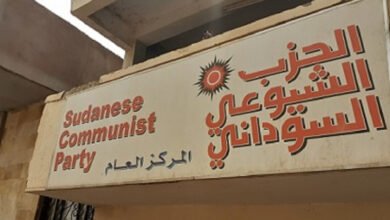 Sudanese
Communist
Party
المركز العام
الحزب
الشيوعي
السوداني